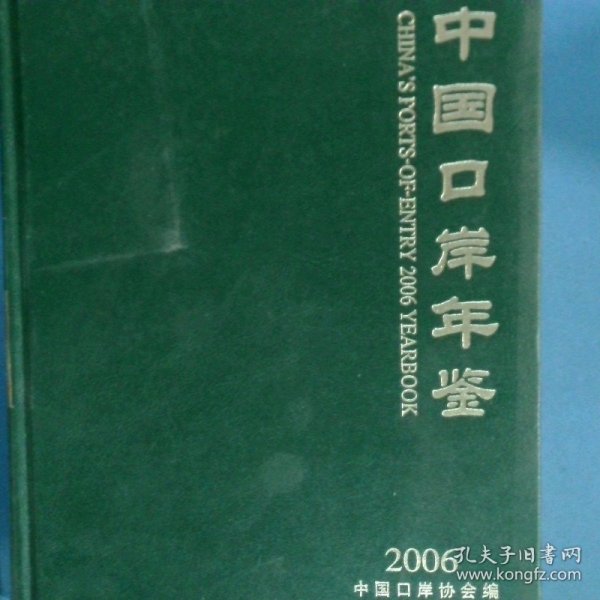 中国口岸年鉴
CHINA'S PORTS-OF-ENTRY 2006 YEARBOOK
2006
中国口岸协会编
孔夫子旧书网
www.kongfz.com